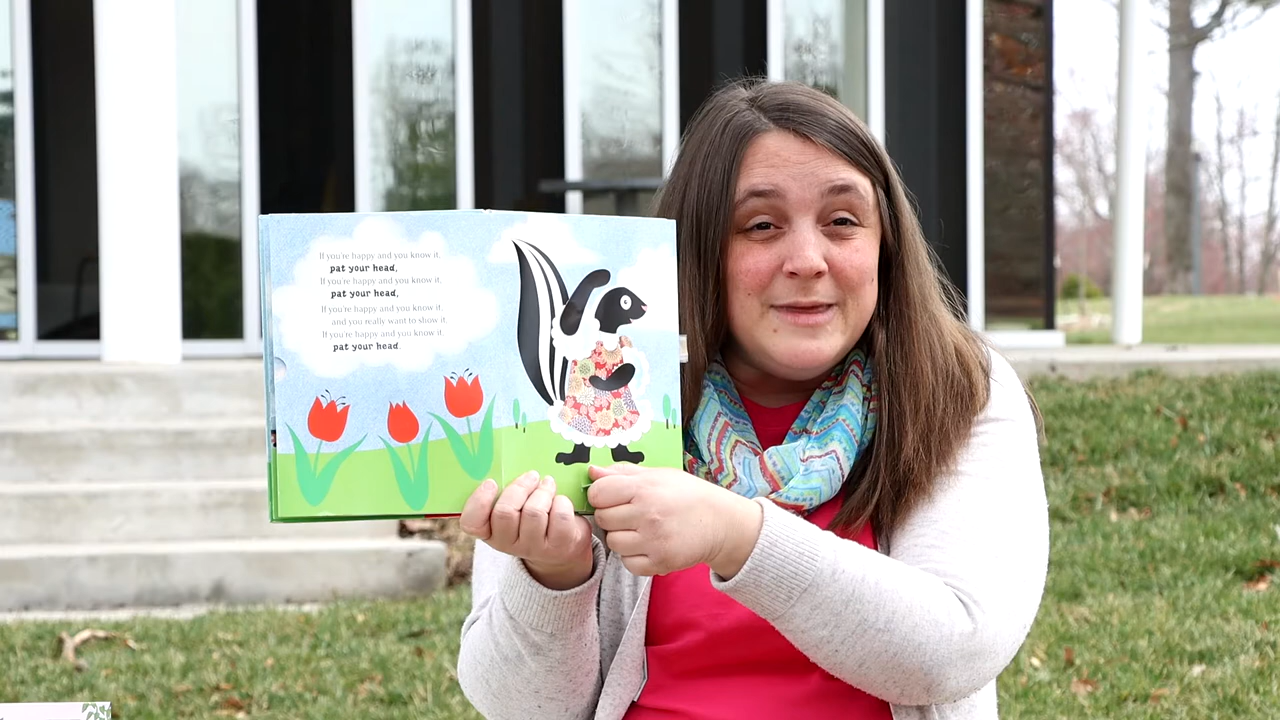 If you're happy and you know it,
pat your head,
If you're happy and you know it,
pat your head,
If you're happy and you know it,
and you really want to show it,
If you're happy and you know it,
pat your head.